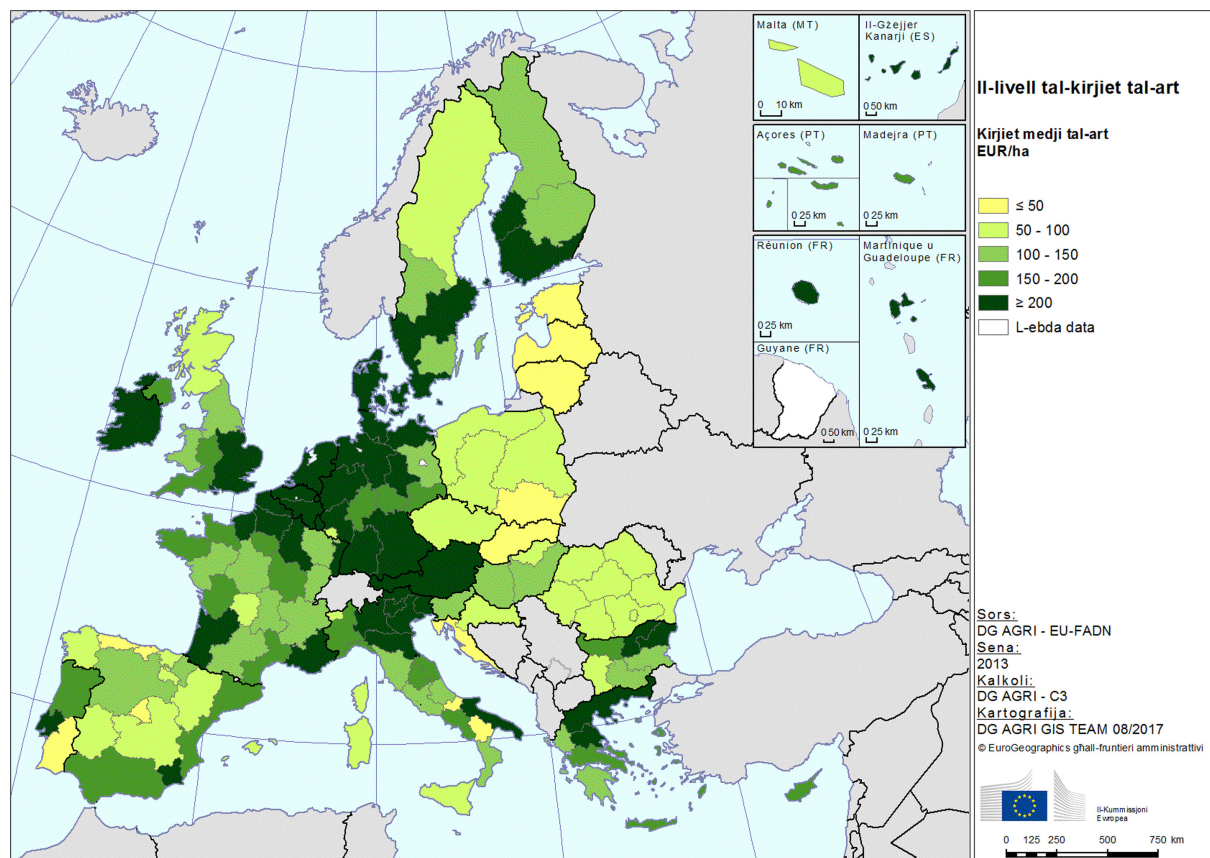 Malta (MT)
0 10 km
Il-Gżejjer
Kanarji (ES)
0 50 km
Açores (PT)
0 25 km
0 25 km
Madejra (PT)
0 25 km
Réunion (FR)
0 25 km
Martinique u
Guadeloupe (FR)
0 25 km
Guyane (FR)
0 50 km
Il-livell tal-kirjiet tal-art
Kirjiet medji tal-art
EUR/ha
≤ 50
50 - 100
100 - 150
150 - 200
≥ 200
L-ebda data
Sors:
DG AGRI - EU-FADN
Sena:
2013
Kalkoli:
DG AGRI - C3
Kartografija:
DG AGRI GIS TEAM 08/2017
© EuroGeographics għall-fruntieri amministrattivi
Il-Kummissjoni
Ewropea
0 125 250 500 750 km